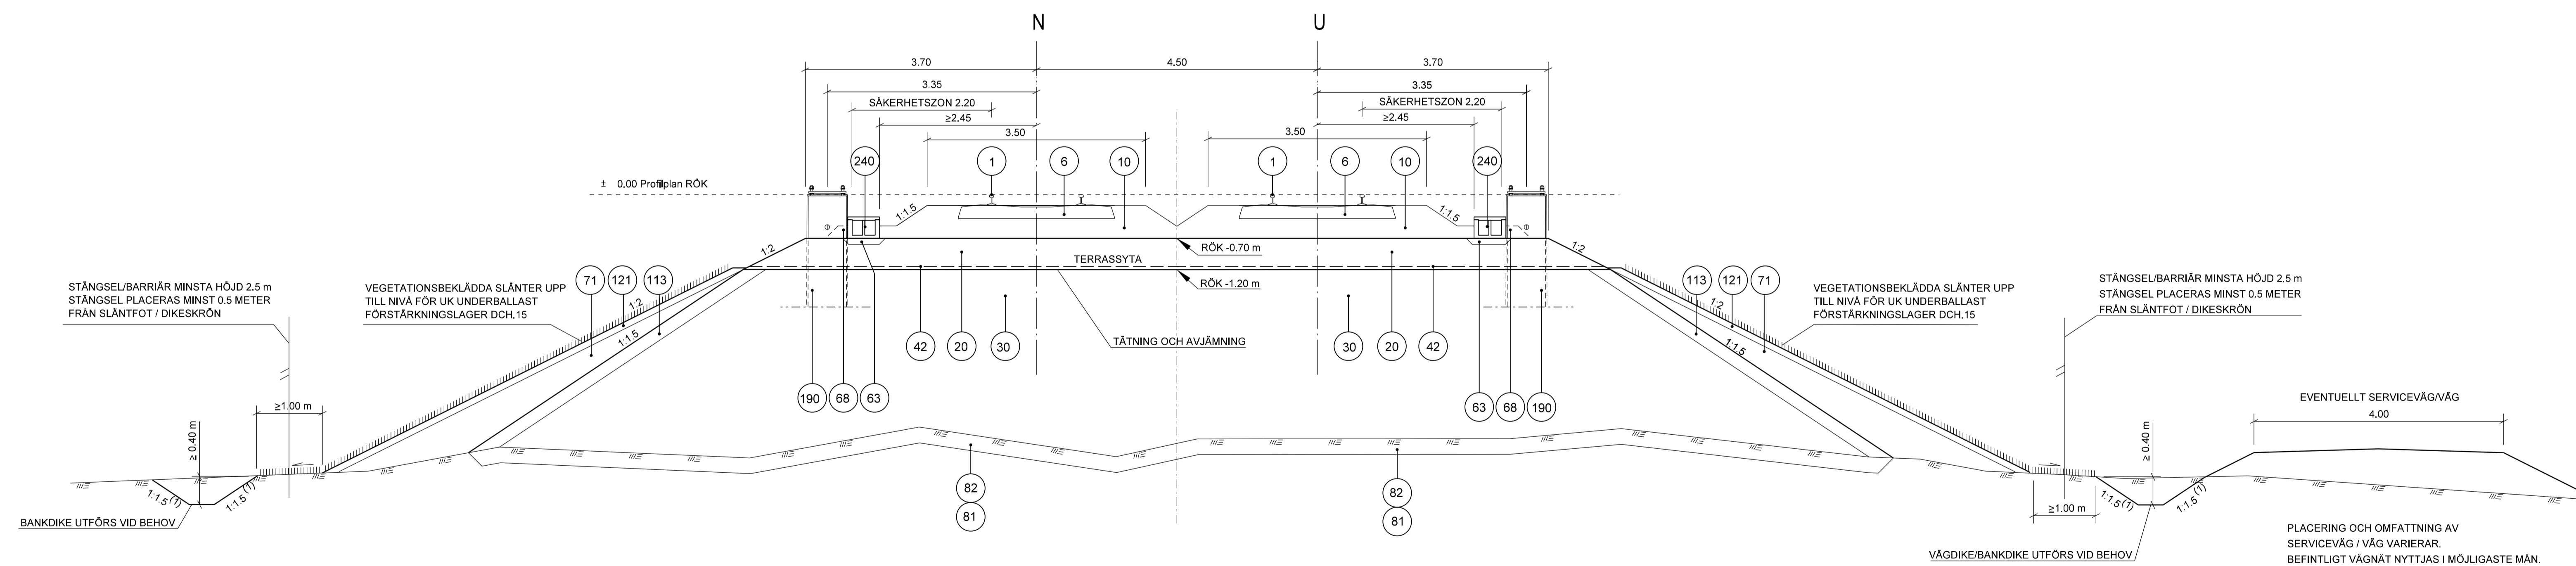 N
U
3.70
4.50
3.70
3.35
3.35
SÄKERHETSZON 2.20
SÄKERHETSZON 2.20
≥2.45
≥2.45
3.50
3.50
240
1
6
10
1
6
10
240
± 0,00 Profilplan RÖK
1:1.5
1:1.5
1:2
1:2
RÖK -0.70 m
TERRASSYTA
RÖK -1.20 m
TÄTNING OCH AVJÄMNING
71
121
113
113
121
71
STÄNGSEL/BARRIÄR MINSTA HÖJD 2.5 m
STÄNGSEL PLACERAS MINST 0.5 METER
FRÅN SLÄNTFOT / DIKESKRÖN
VEGETATIONSBEKLÄDDA SLÄNTER UPP
TILL NIVÅ FÖR UK UNDERBALLAST
FÖRSTÄRKNINGSLAGER DCH.15
VEGETATIONSBEKLÄDDA SLÄNTER UPP
TILL NIVÅ FÖR UK UNDERBALLAST
FÖRSTÄRKNINGSLAGER DCH.15
STÄNGSEL/BARRIÄR MINSTA HÖJD 2.5 m
STÄNGSEL PLACERAS MINST 0.5 METER
FRÅN SLÄNTFOT / DIKESKRÖN
1:2
1:1.5
1:2
1:1.5
42
20
30
30
20
42
190
68
63
63
68
190
≥1.00 m
≥ 0.40 m
EVENTUELLT SERVICEVÄG/VÄG
4.00
≥ 0.40 m
≥1.00 m
82
81
82
81
1:1.5 (1)
1:1.5 (1)
1:1.5 (1)
1:1.5 (1)
BANKDIKE UTFÖRS VID BEHOV
VÄGDIKE/BANKDIKE UTFÖRS VID BEHOV
PLACERING OCH OMFATTNING AV
SERVICEVÄG / VÄG VARIERAR.
BEFINTLIGT VÄGNÄT NYTTJAS I MÖJLIGASTE MÅN.